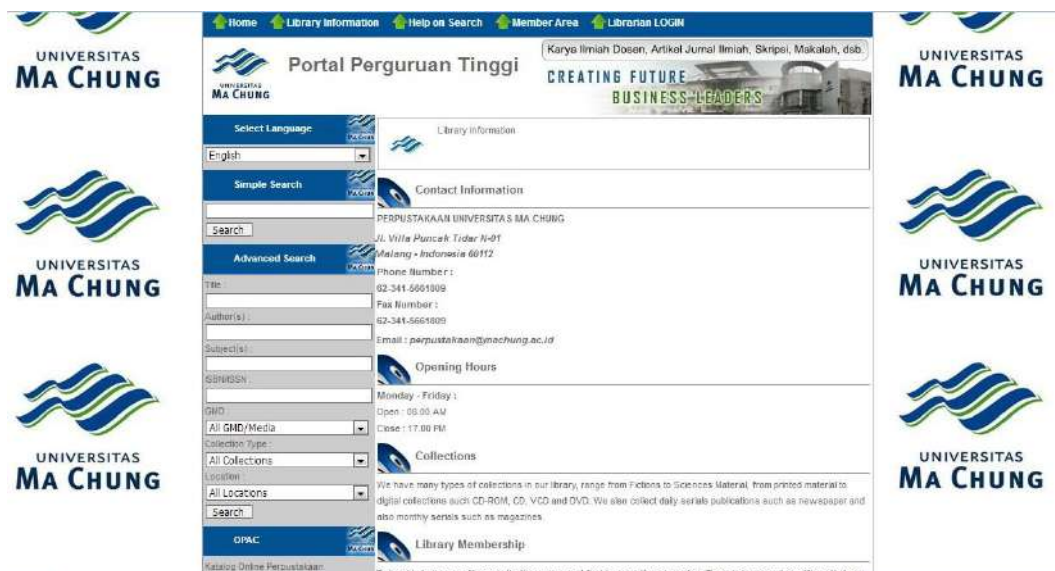 Home Library Information Help on Search Member Area Librarian LOGIN
UNIVERSITAS
MA CHUNG
UNIVERSITAS
MA CHUNG
Portal Perguruan Tinggi
Karya Ilmiah Dosen, Artikel Jurnal Ilmiah, Skripsi, Makalah, dsb.
CREATING FUTURE
BUSINESS LEADERS
UNIVERSITAS
MA CHUNG
Select Language
English
Simple Search
Search
Advanced Search
Title :
Author(s) :
Subject(s) :
ISBN/ISSN :
GMD :
All GMD/Media
Collection Type :
All Collections
Location :
All Locations
Search
OPAC
Katalog Online Perpustakaan
Library Information
Contact Information
PERPUSTAKAAN UNIVERSITAS MA CHUNG
Jl. Villa Puncak Tidar N-01
Malang - Indonesia
Phone Number :
62-341-5661809
Fax Number :
62-341-5661809
Email : perpustakaan@machung.ac.id
Opening Hours
Monday - Friday :
Open : 08.00 AM
Close : 17.00 PM
Collections
We have many types of collections in our library, range from Fictions to Sciences Material, from printed material to
digital collections such CD-ROM, CD, VCD and DVD. We also collect daily serials publications such as newspaper and
also monthly serials such as magazines.
Library Membership
UNIVERSITAS
MA CHUNG
UNIVERSITAS
MA CHUNG
UNIVERSITAS
MA CHUNG
UNIVERSITAS
MA CHUNG